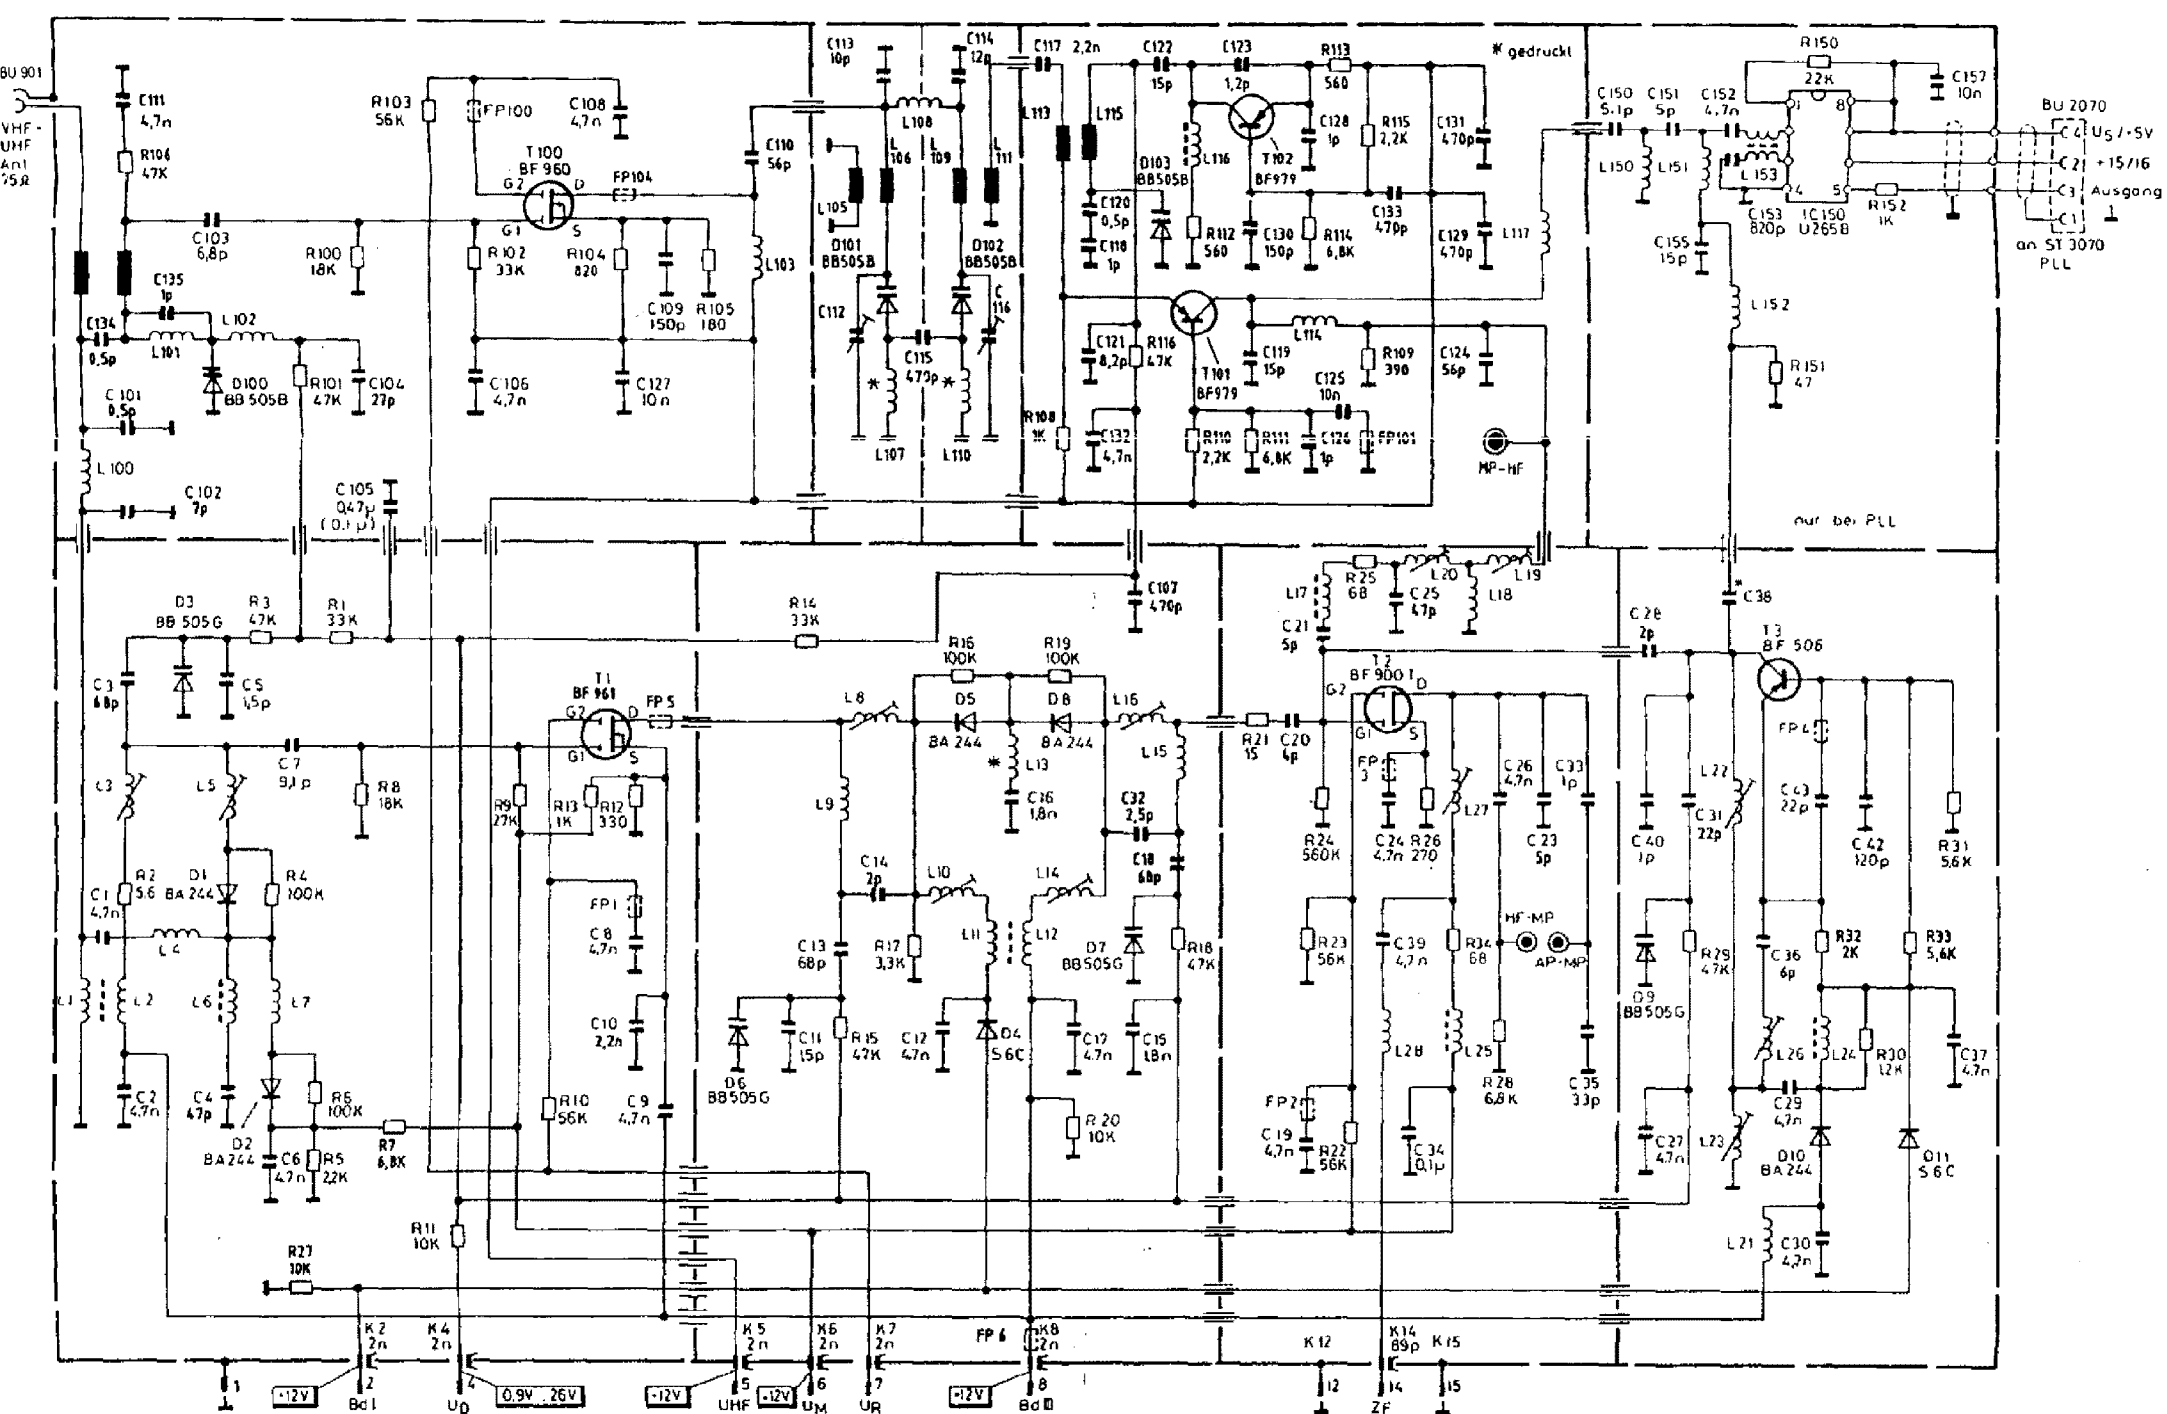 BU 901
VHF-
UHF
Ant
75Ω
C111
4,7n
R106
47K
C103
6,8p
C135
1p
C134
0,5p
L101
L102
D100
BB505B
R101
47K
C104
27p
C101
0,5p
L100
C102
7p
C105
0,47µ
(0,1µ)
R103
56K
FP100
C108
4,7n
T100
BF 960
G2
D
G1
S
FP104
R100
18K
R102
33K
R104
820
C109
150p
R105
180
L103
C110
56p
C106
4,7n
C127
10n
C113
10p
C114
12p
L108
L105
L106
L109
L111
D101
BB505B
D102
BB505B
C112
C116
C115
470p
*
*
L107
L110
C117
2,2n
L113
L115
C122
15p
C123
1,2p
R113
560
* gedruckt
L116
T102
BF979
C128
1p
R115
2,2K
C131
470p
D103
BB505B
C120
0,5p
C118
1p
R112
560
C130
150p
R114
6,8K
C133
470p
C129
470p
L117
C121
8,2p
R116
47K
T101
BF979
C119
15p
L114
R109
390
C124
56p
C125
10n
R108
1K
C132
4,7n
R110
2,2K
R111
6,8K
C126
1p
FP101
MP-HF
R150
22K
C150
5,1p
C151
5p
C152
4,7n
C157
10n
L150
L151
L153
1
8
4
5
C153
820p
IC150
U265B
R152
1K
C155
15p
L152
R151
47
BU 2070
C4
U5/+5V
C2
+15/16
C3
Ausgang
C1
1
an ST 3070
PLL
nur bei PLL
D3
BB 505G
R3
47K
R1
33K
R14
33K
C107
470p
C3
68p
C5
1,5p
T1
BF 961
FP5
G2
D
G1
S
C7
9,1p
L3
L5
R8
18K
R9
27K
R13
1K
R12
330
C1
4,7n
R2
5,6
D1
BA244
R4
100K
L4
L1
L2
L6
L7
FP1
C8
4,7n
C10
2,2n
C2
4,7n
C4
47p
R6
100K
D2
BA244
C6
4,7n
R5
2,2K
R7
6,8K
R10
56K
C9
4,7n
R11
10K
R27
10K
R16
100K
R19
100K
L8
D5
BA244
D8
BA244
L16
L9
*
L13
C16
1,8n
L15
C32
2,5p
C18
68p
C14
2p
L10
L14
C13
68p
R17
3,3K
L11
L12
D7
BB505G
R18
47K
D6
BB505G
C11
1,5p
R15
47K
C12
4,7n
D4
S6C
C17
4,7n
C15
1,8n
R20
10K
L17
R25
68
L20
L19
C25
47p
L18
C21
5p
R21
15
C20
4p
T2
BF900
G2
D
G1
S
FP
3
C24
4,7n
R26
270
R24
560K
L27
C26
4,7n
C33
1p
C23
5p
HF-MP
AP-MP
R23
56K
C39
4,7n
R34
68
L28
L25
R28
6,8K
C35
33p
FP2
C19
4,7n
R22
56K
C34
0,1µ
C28
2p
*
C38
T3
BF 506
FP4
C40
1p
C31
22p
L22
C43
22p
C42
120p
R31
5,6K
D9
BB505G
R29
47K
C36
6p
R32
2K
R33
5,6K
L26
L24
R30
12K
C37
4,7n
C27
4,7n
L23
C29
4,7n
D10
BA244
D11
S6C
L21
C30
4,7n
K2
2n
K4
2n
K5
2n
K6
2n
K7
2n
FP6
K8
2n
K12
K14
89p
K15
1
+12V
2
Bd I
4
UD
0,9V...26V
+12V
5
UHF
+12V
6
UM
7
UR
+12V
8
Bd III
12
14
ZF
15